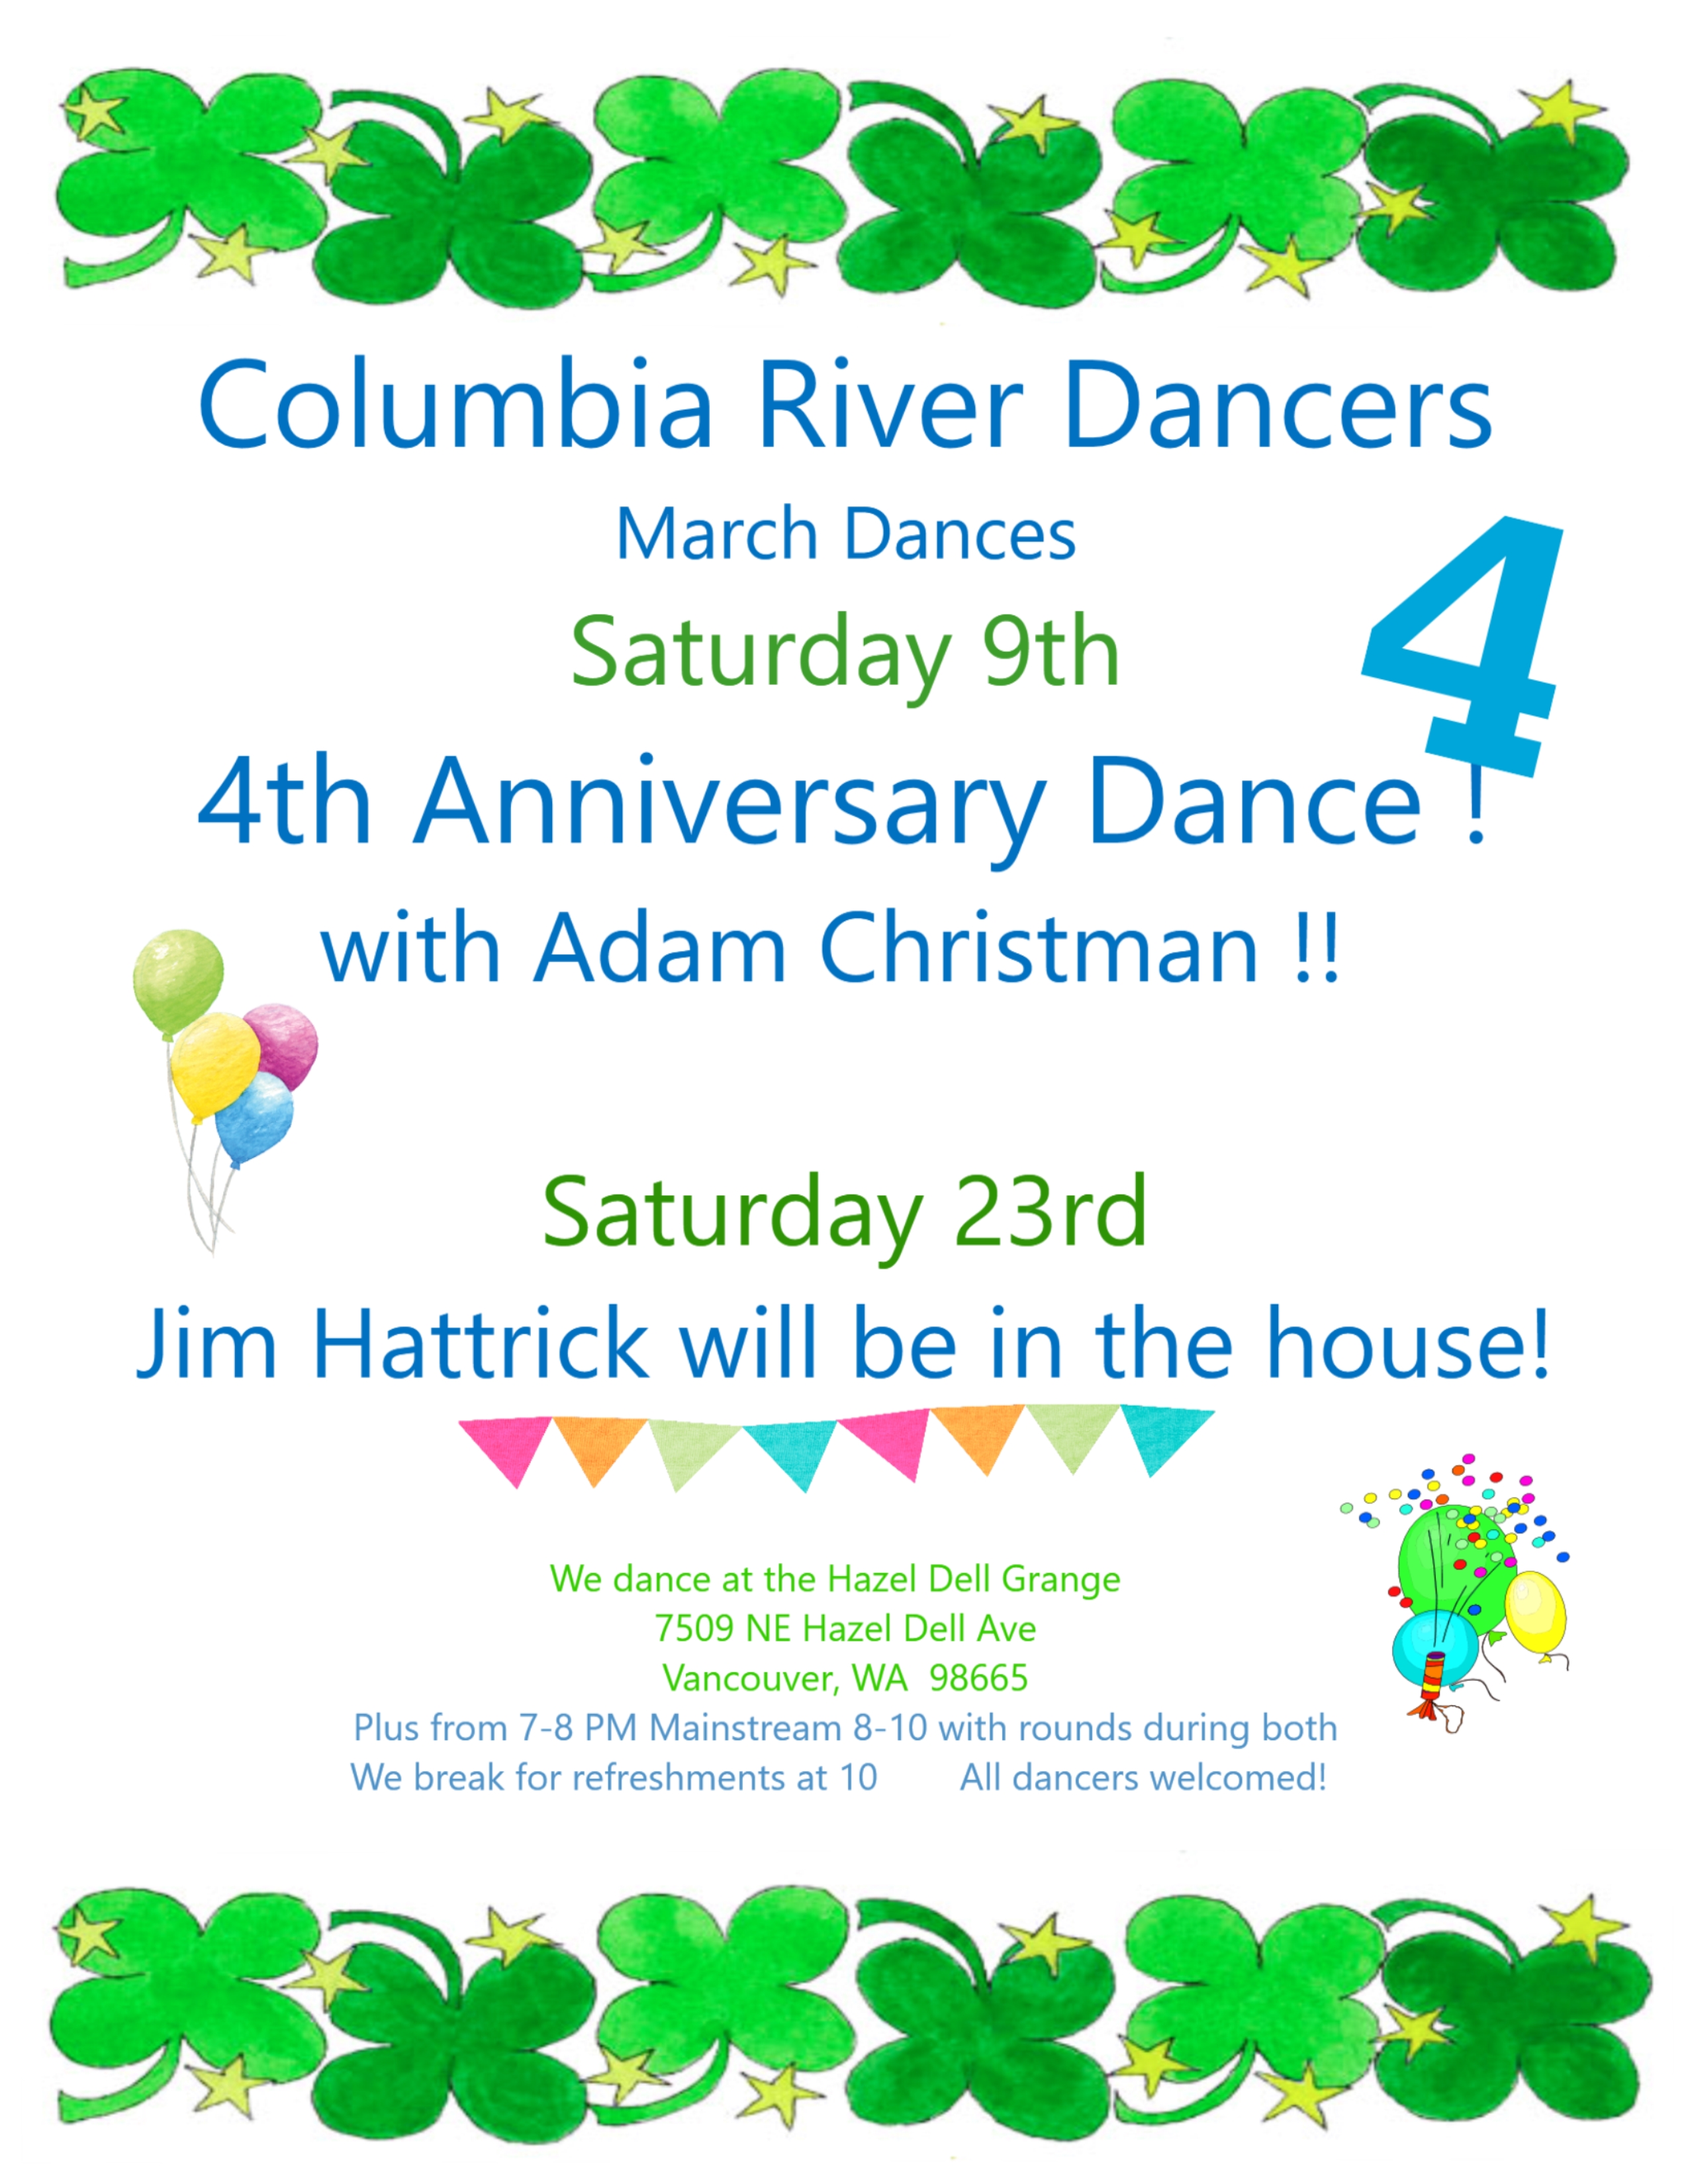 Columbia River Dancers
March Dances
Saturday 9th
4
4th Anniversary Dance !
with Adam Christman !!
Saturday 23rd
Jim Hattrick will be in the house!
We dance at the Hazel Dell Grange
7509 NE Hazel Dell Ave
Vancouver, WA  98665
Plus from 7-8 PM Mainstream 8-10 with rounds during both
We break for refreshments at 10        All dancers welcomed!